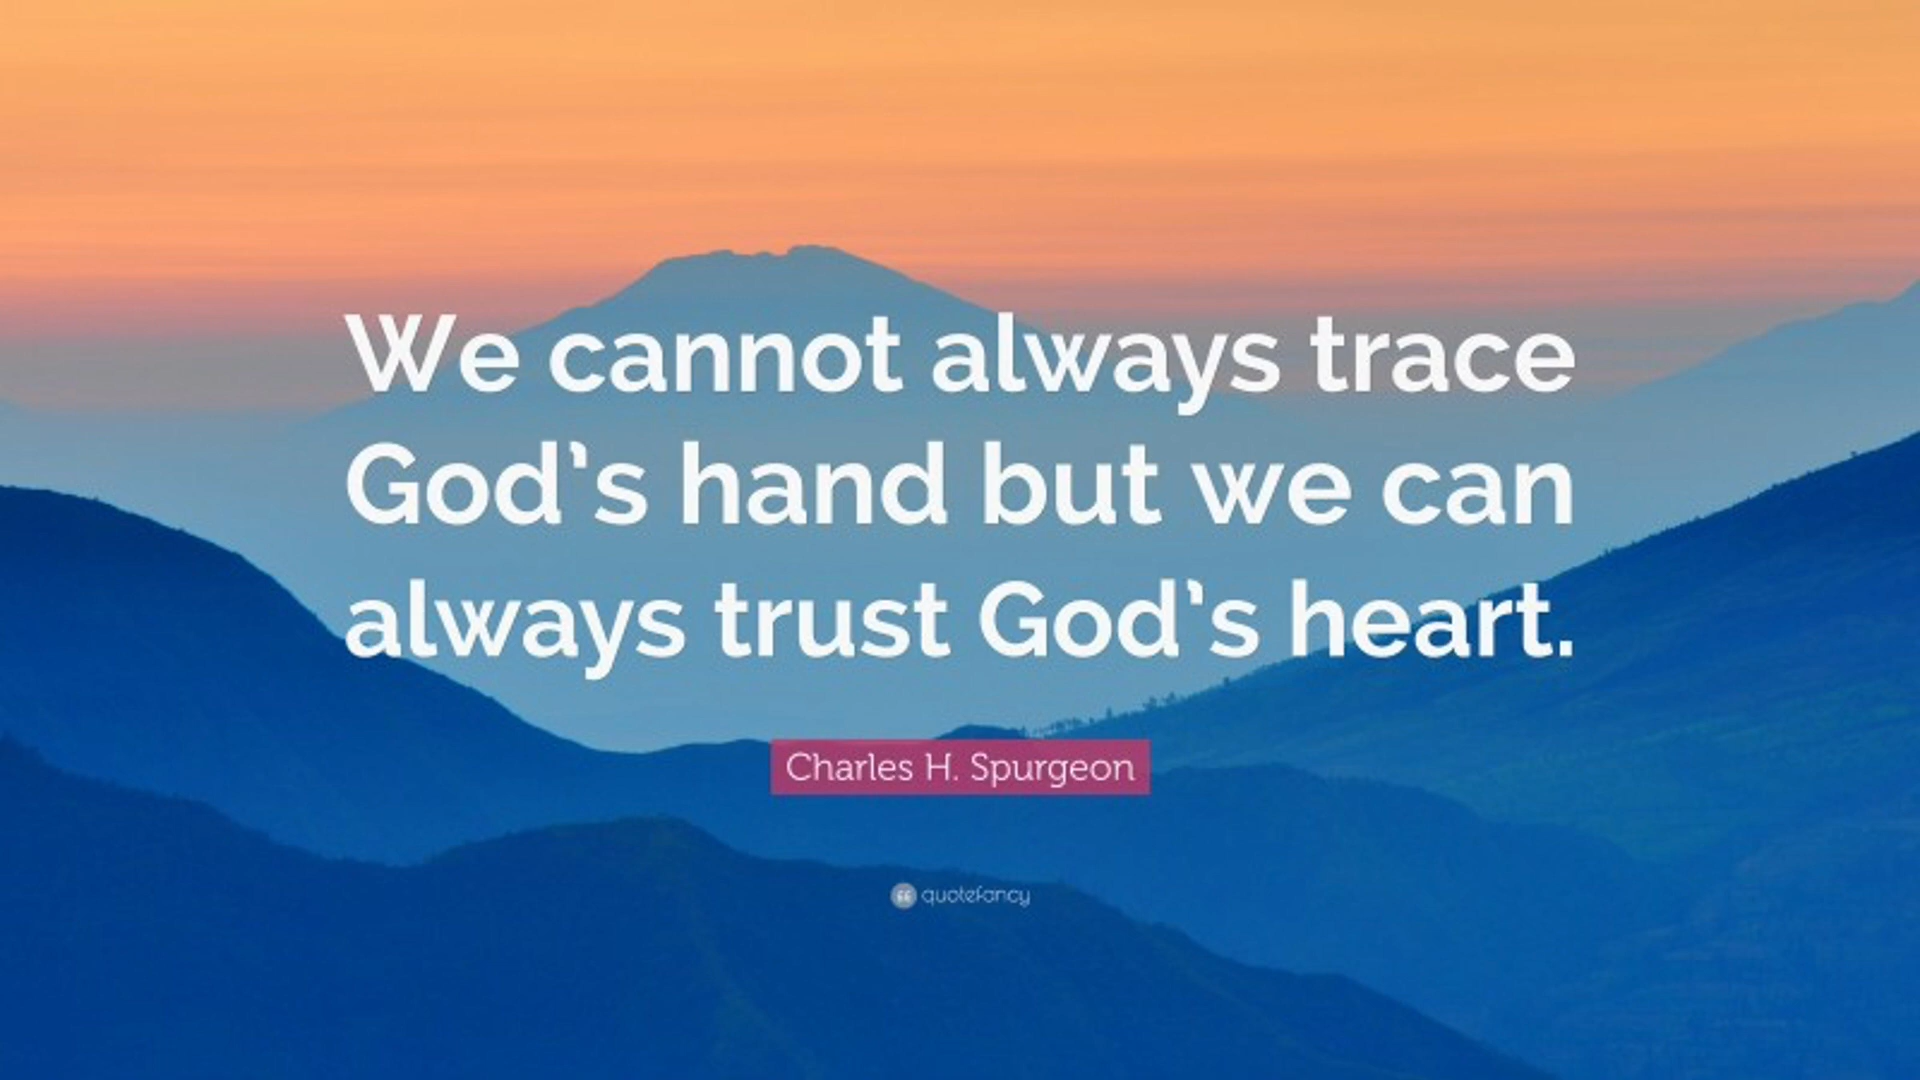 We cannot always trace
God’s hand but we can
always trust God’s heart.
Charles H. Spurgeon
quotefancy